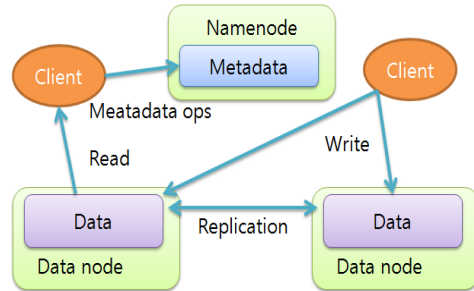 Namenode
Client
Metadata
Client
Meatadata ops
Read
Write
Data
Replication
Data
Data node
Data node